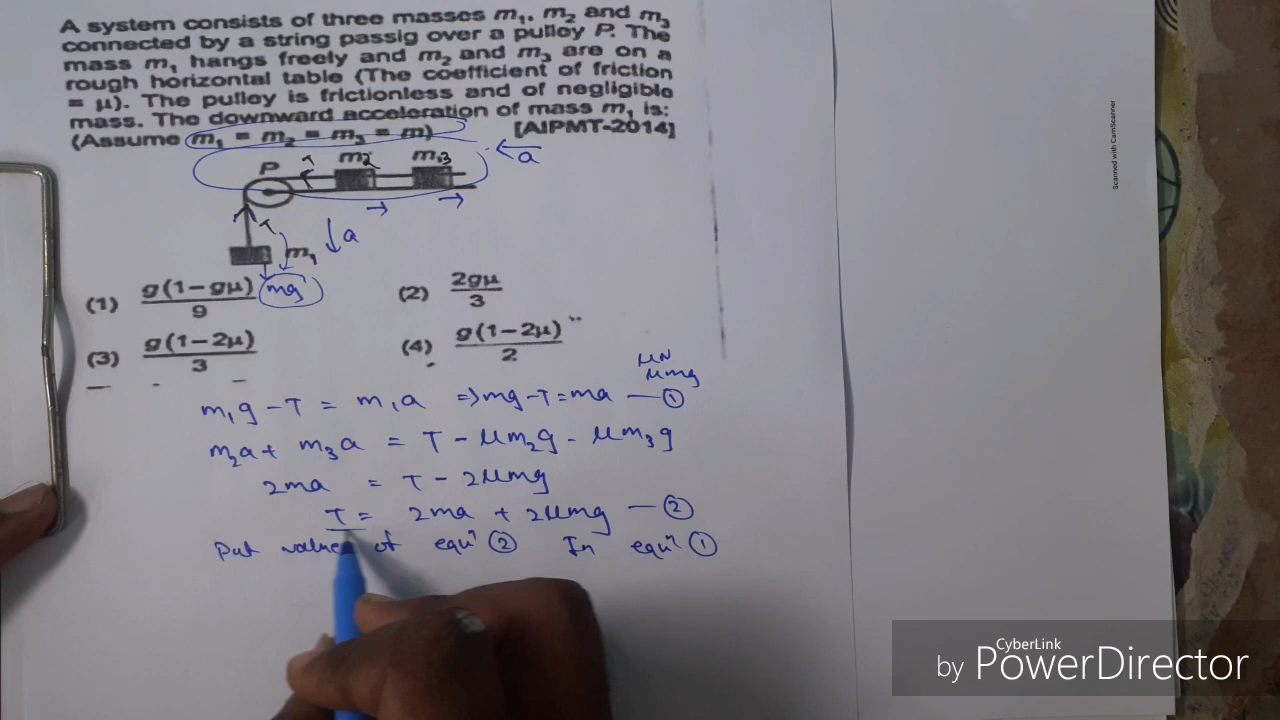 A system consists of three masses m₁, m₂ and m₃
connected by a string passig over a pulley P. The
mass m₁ hangs freely and m₂ and m₃ are on a
rough horizontal table (The coefficient of friction
= μ). The pulley is frictionless and of negligible
mass. The downward acceleration of mass m₁ is:
(Assume m₁ = m₂ = m₃ = m) [AIPMT-2014]
P T m₂ m₃ a
T m₁ a
mg
(1) g(1-gμ)/9 (2) 2gμ/3
(3) g(1-2μ)/3 (4) g(1-2μ)/2
μN
μmg
m₁g - T = m₁a => mg - T = ma — ①
m₂a + m₃a = T - μm₂g - μm₃g
2ma = T - 2μmg
T = 2ma + 2μmg — ②
Put value of equⁿ ② In equⁿ ①
Scanned with CamScanner
CyberLink
by PowerDirector